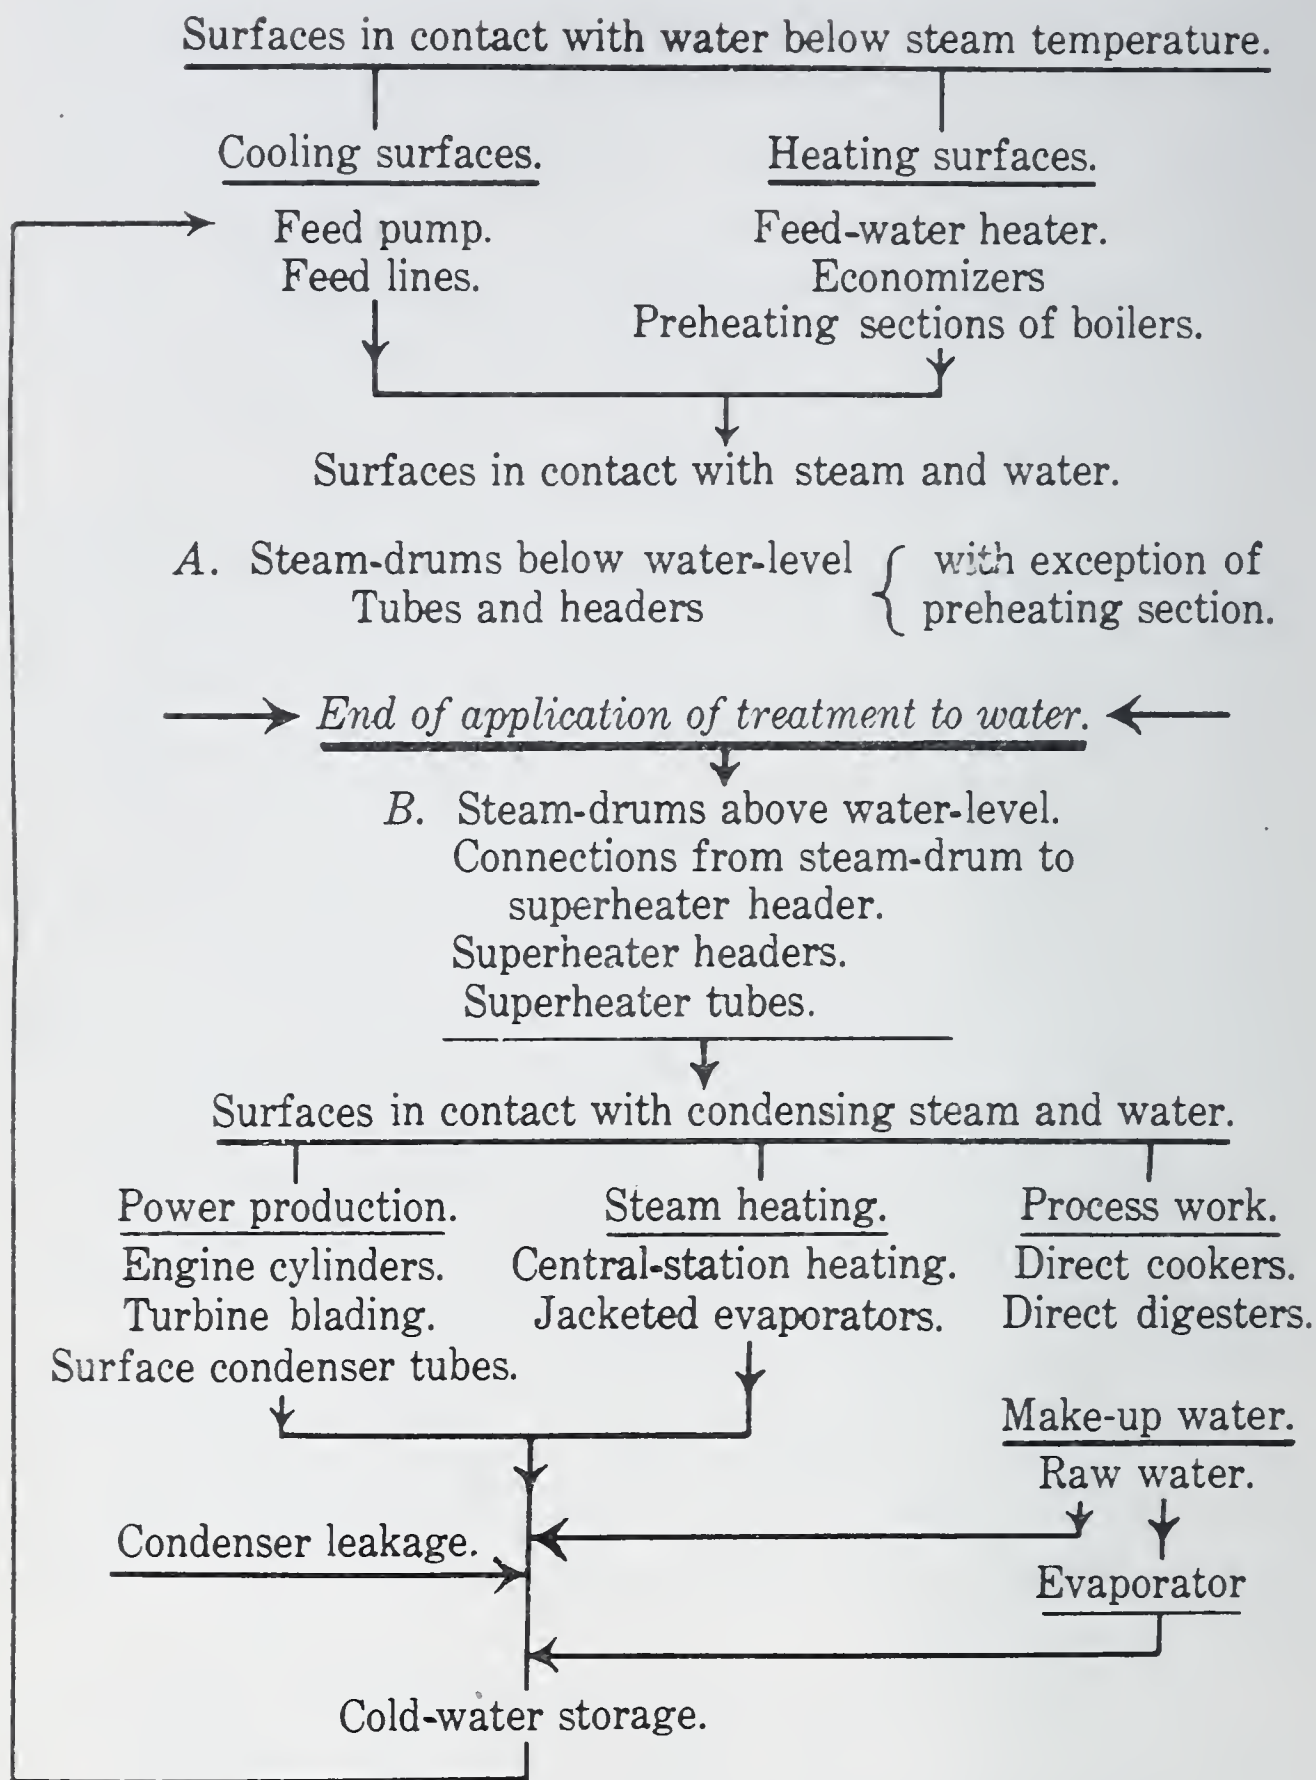 Surfaces in contact with water below steam temperature.
Cooling surfaces.
Heating surfaces.
Feed pump.
Feed lines.
Feed-water heater.
Economizers
Preheating sections of boilers.
Surfaces in contact with steam and water.
A. Steam-drums below water-level { with exception of
Tubes and headers preheating section.
End of application of treatment to water.
B. Steam-drums above water-level.
Connections from steam-drum to
superheater header.
Superheater headers.
Superheater tubes.
Surfaces in contact with condensing steam and water.
Power production.
Engine cylinders.
Turbine blading.
Surface condenser tubes.
Steam heating.
Central-station heating.
Jacketed evaporators.
Process work.
Direct cookers.
Direct digesters.
Make-up water.
Raw water.
Condenser leakage.
Evaporator
Cold-water storage.